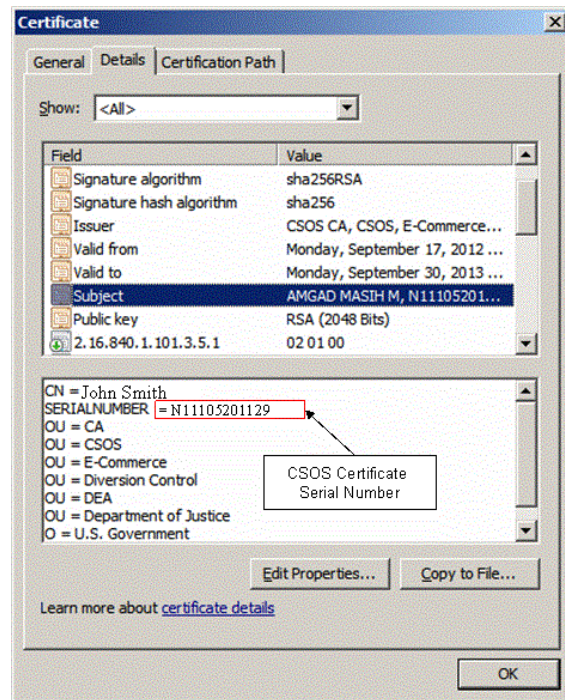 Certificate
General Details Certification Path
Show: <All>
Field Value
Signature algorithm sha256RSA
Signature hash algorithm sha256
Issuer CSOS CA, CSOS, E-Commerce...
Valid from Monday, September 17, 2012 ...
Valid to Monday, September 30, 2013 ...
Subject AMGAD MASIH M, N11105201...
Public key RSA (2048 Bits)
2.16.840.1.101.3.5.1 02 01 00
CN = John Smith
SERIALNUMBER = N11105201129
OU = CA
OU = CSOS
OU = E-Commerce
OU = Diversion Control
OU = DEA
OU = Department of Justice
O = U.S. Government
CSOS Certificate
Serial Number
Edit Properties... Copy to File...
Learn more about certificate details
OK